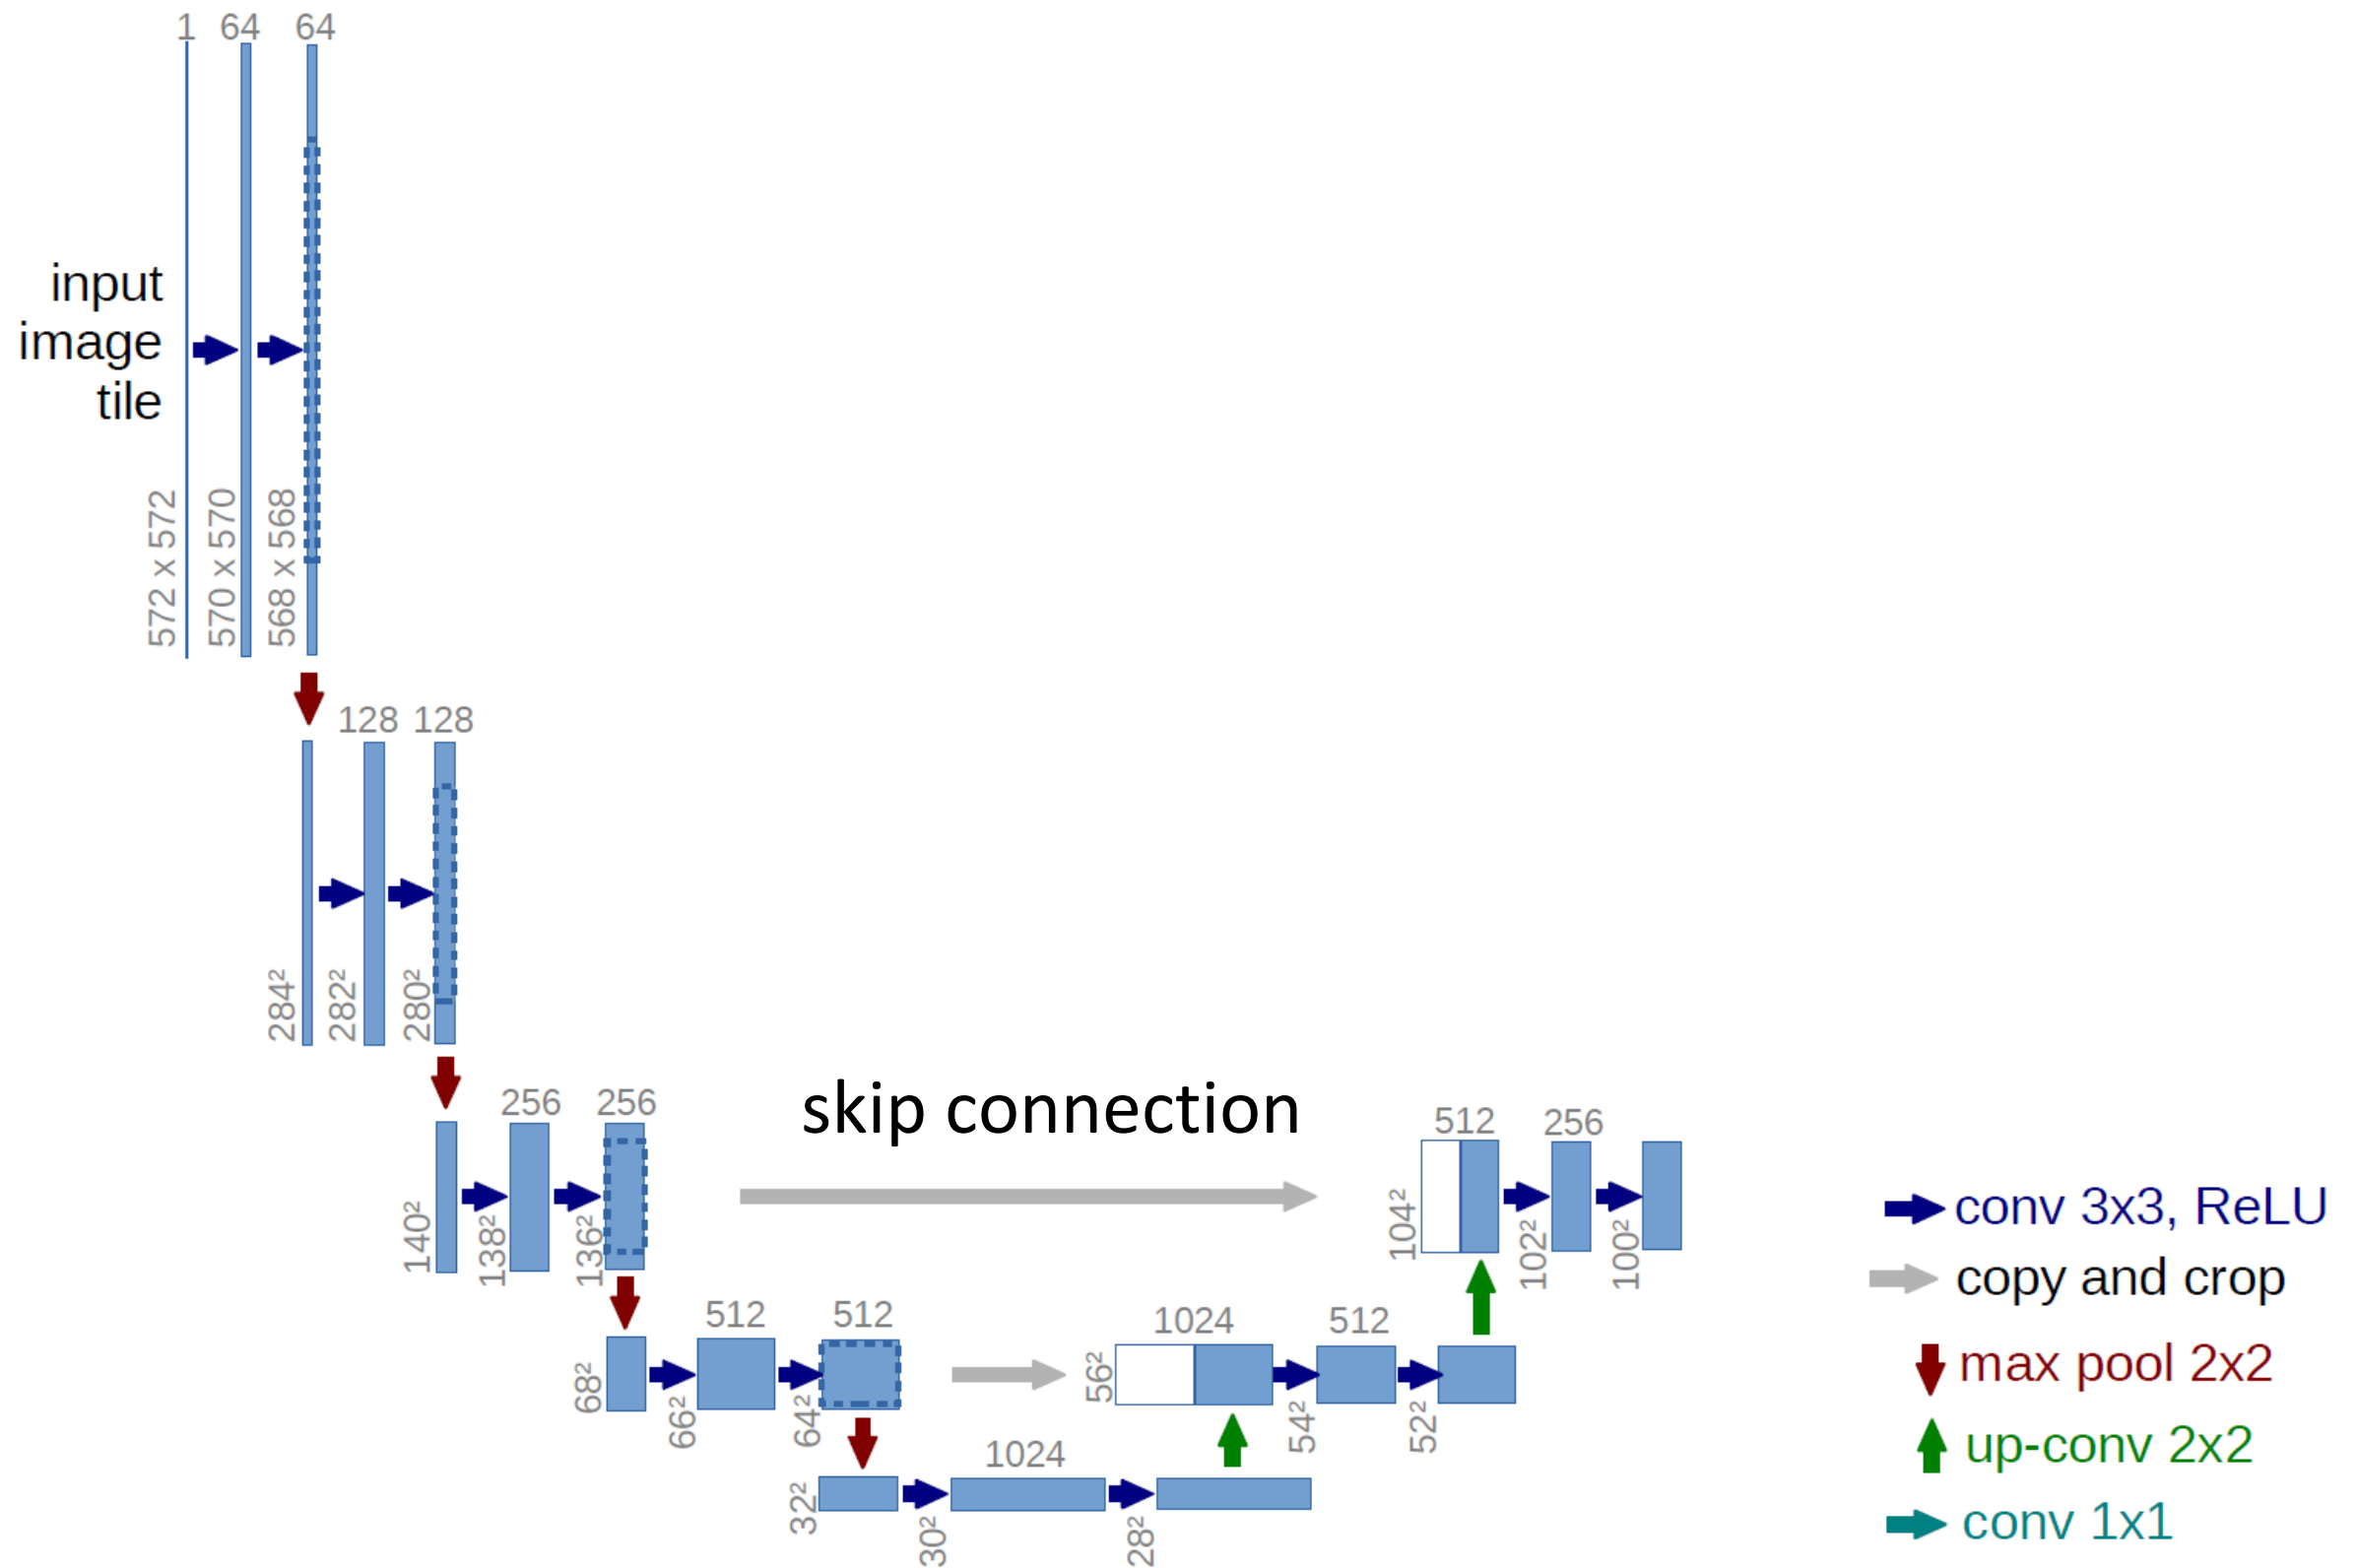 1 64 64
input
image
tile
572 x 572
570 x 570
568 x 568
128 128
284²
282²
280²
256 256
140²
138²
136²
skip connection
512 256
104²
102²
100²
512 512
68²
66²
64²
1024 512
56²
54²
52²
1024
32²
30²
28²
conv 3x3, ReLU
copy and crop
max pool 2x2
up-conv 2x2
conv 1x1